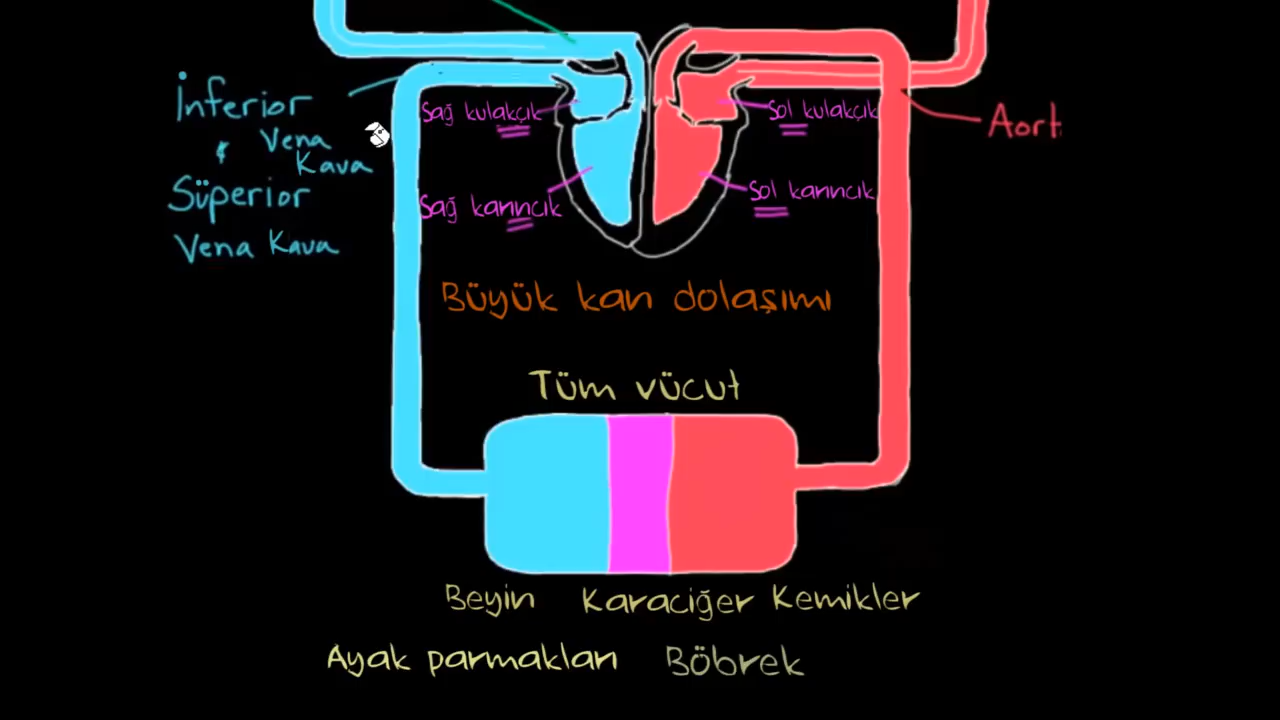 İnferior
Vena
& Kava
Süperior
Vena Kava
Sağ kulakçık
Sol kulakçık
Aort
Sağ karıncık
Sol karıncık
Büyük kan dolaşımı
Tüm vücut
Beyin Karaciğer Kemikler
Ayak parmakları Böbrek